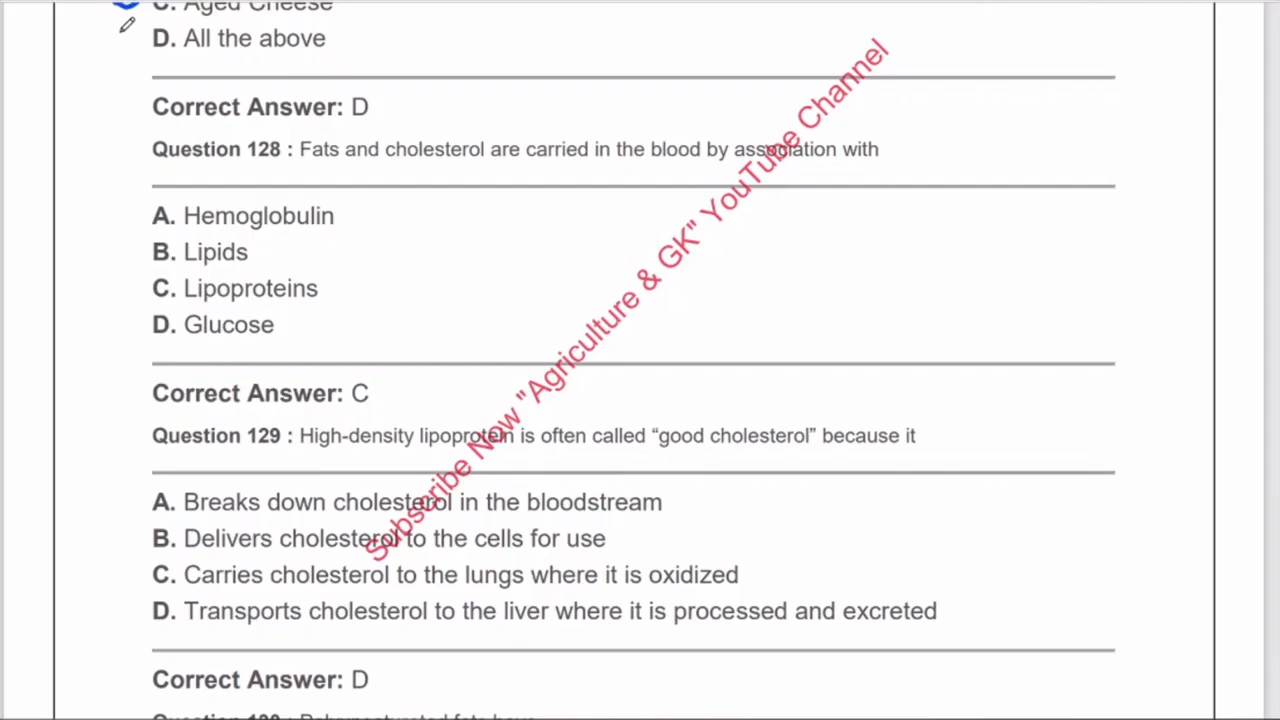 C. Aged Cheese
D. All the above
Correct Answer: D
Question 128 : Fats and cholesterol are carried in the blood by association with
A. Hemoglobulin
B. Lipids
C. Lipoproteins
D. Glucose
Correct Answer: C
Question 129 : High-density lipoprotein is often called “good cholesterol” because it
A. Breaks down cholesterol in the bloodstream
B. Delivers cholesterol to the cells for use
C. Carries cholesterol to the lungs where it is oxidized
D. Transports cholesterol to the liver where it is processed and excreted
Correct Answer: D
Question 130 :
Subscribe Now "Agriculture & GK" YouTube Channel